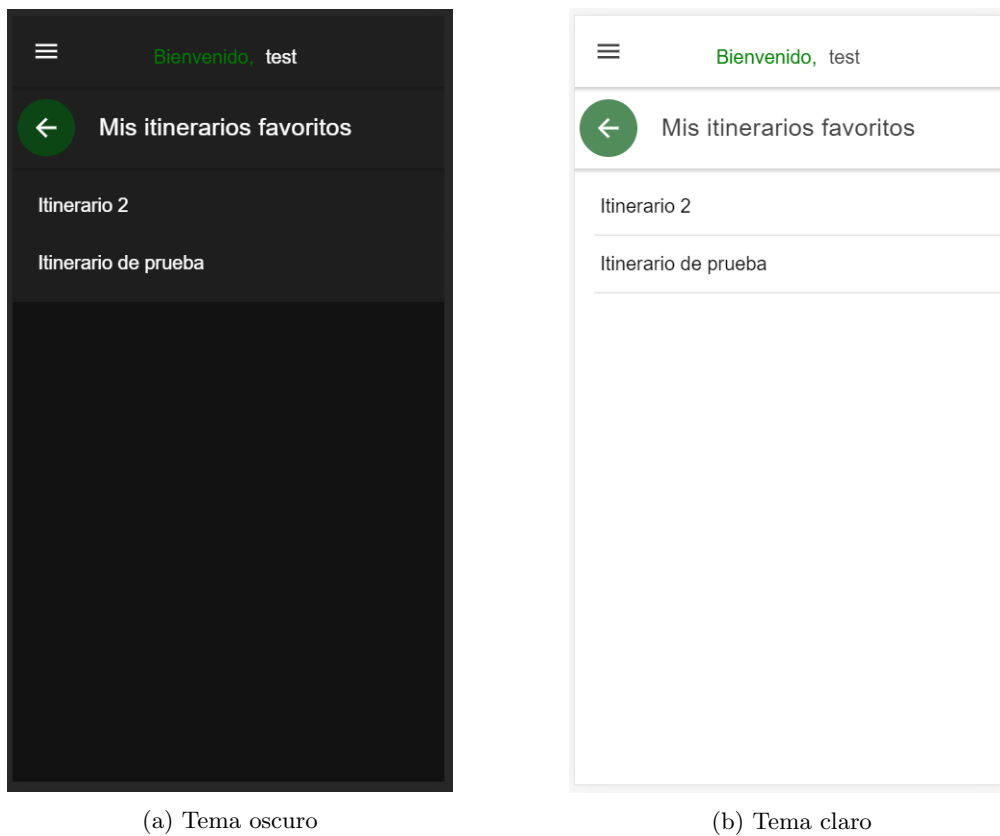 Bienvenido, test
Mis itinerarios favoritos
Itinerario 2
Itinerario de prueba
(a) Tema oscuro
Bienvenido, test
Mis itinerarios favoritos
Itinerario 2
Itinerario de prueba
(b) Tema claro